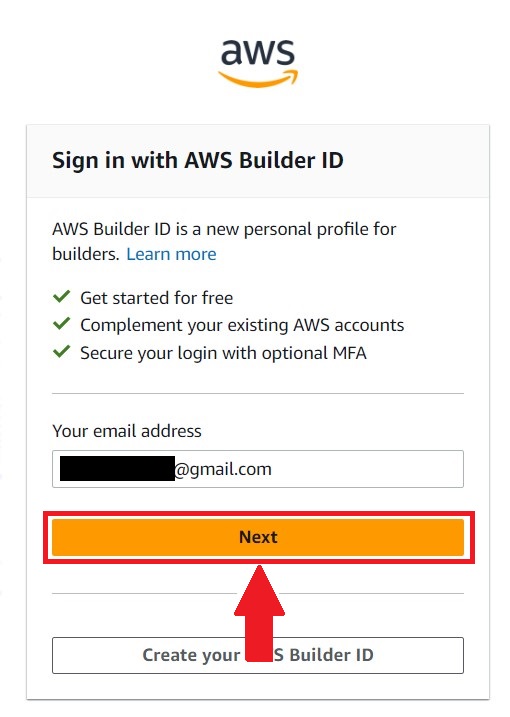 aws
Sign in with AWS Builder ID
AWS Builder ID is a new personal profile for
builders. Learn more
Get started for free
Complement your existing AWS accounts
Secure your login with optional MFA
Your email address
@gmail.com
Next
Create your S Builder ID